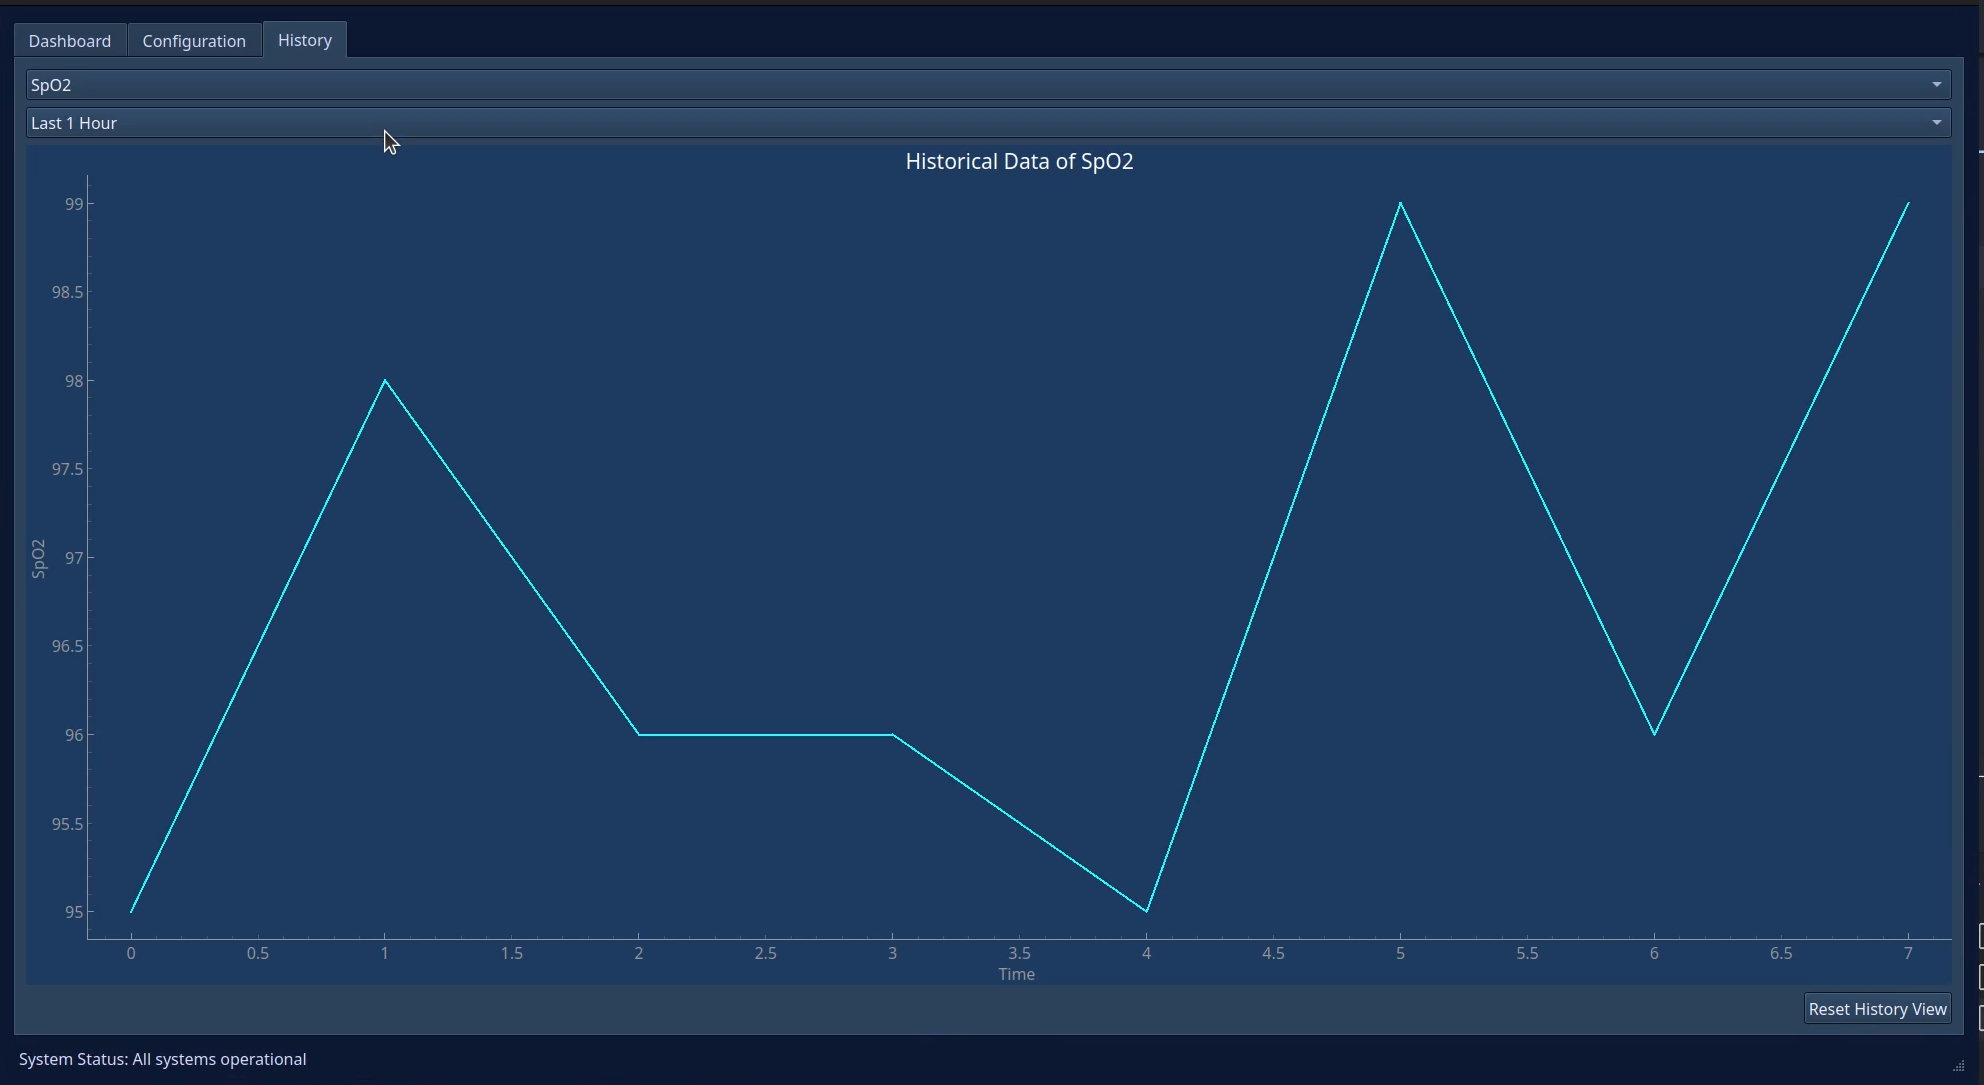 Dashboard Configuration History
SpO2
Last 1 Hour
Historical Data of SpO2
99
98.5
98
97.5
97
96.5
96
95.5
95
SpO2
0 0.5 1 1.5 2 2.5 3 3.5 4 4.5 5 5.5 6 6.5 7
Time
Reset History View
System Status: All systems operational